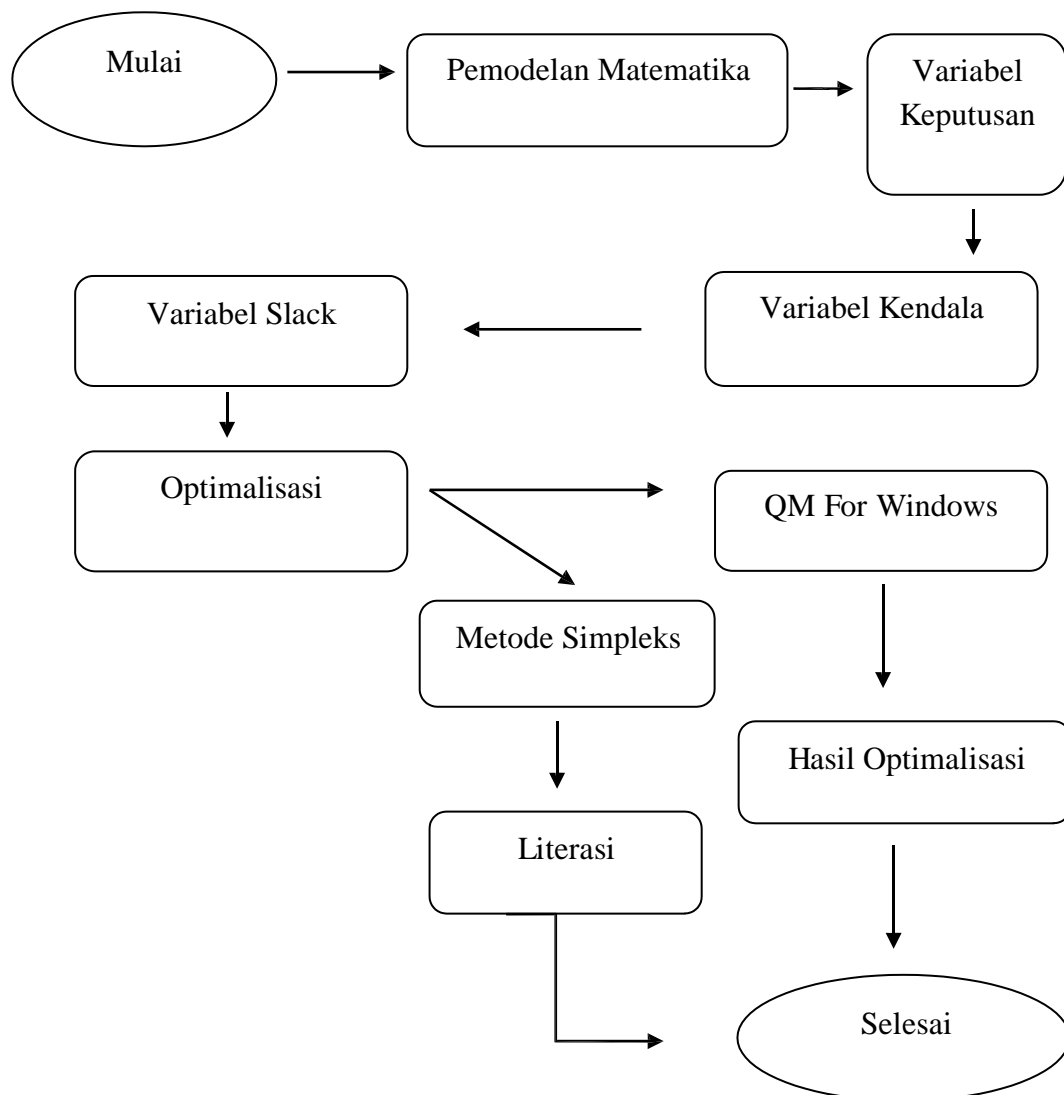 Mulai
Pemodelan Matematika
Variabel
Keputusan
Variabel Kendala
Variabel Slack
Optimalisasi
QM For Windows
Metode Simpleks
Hasil Optimalisasi
Literasi
Selesai